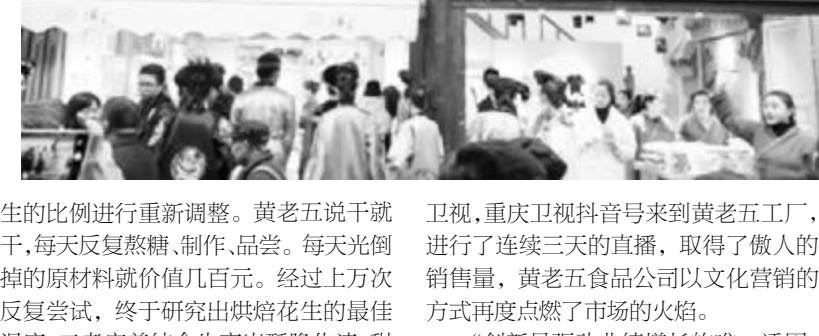 生的比例进行重新调整。黄老五说干就
干,每天反复熬糖、制作、品尝。每天光倒
掉的原材料就价值几百元。经过上万次
反复尝试，终于研究出烘焙花生的最佳
卫视,重庆卫视抖音号来到黄老五工厂，
进行了连续三天的直播，取得了傲人的
销售量，黄老五食品公司以文化营销的
方式再度点燃了市场的火焰。